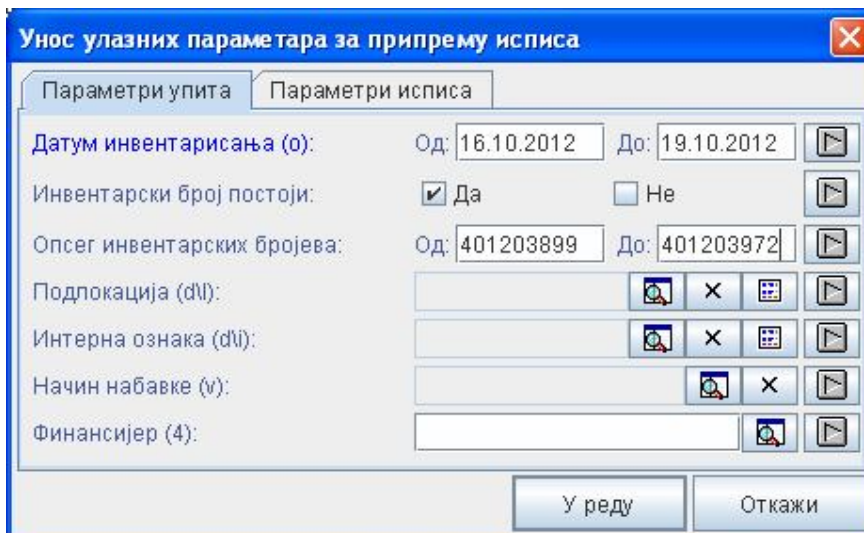 Унос улазних параметара за припрему исписа
Параметри упита Параметри исписа
Датум инвентарисања (o): Од: 16.10.2012 До: 19.10.2012
Инвентарски број постоји: Да Не
Опсег инвентарских бројева: Од: 401203899 До: 401203972
Подлокација (d\l):
Интерна ознака (d\i):
Начин набавке (v):
Финансијер (4):
У реду Откажи